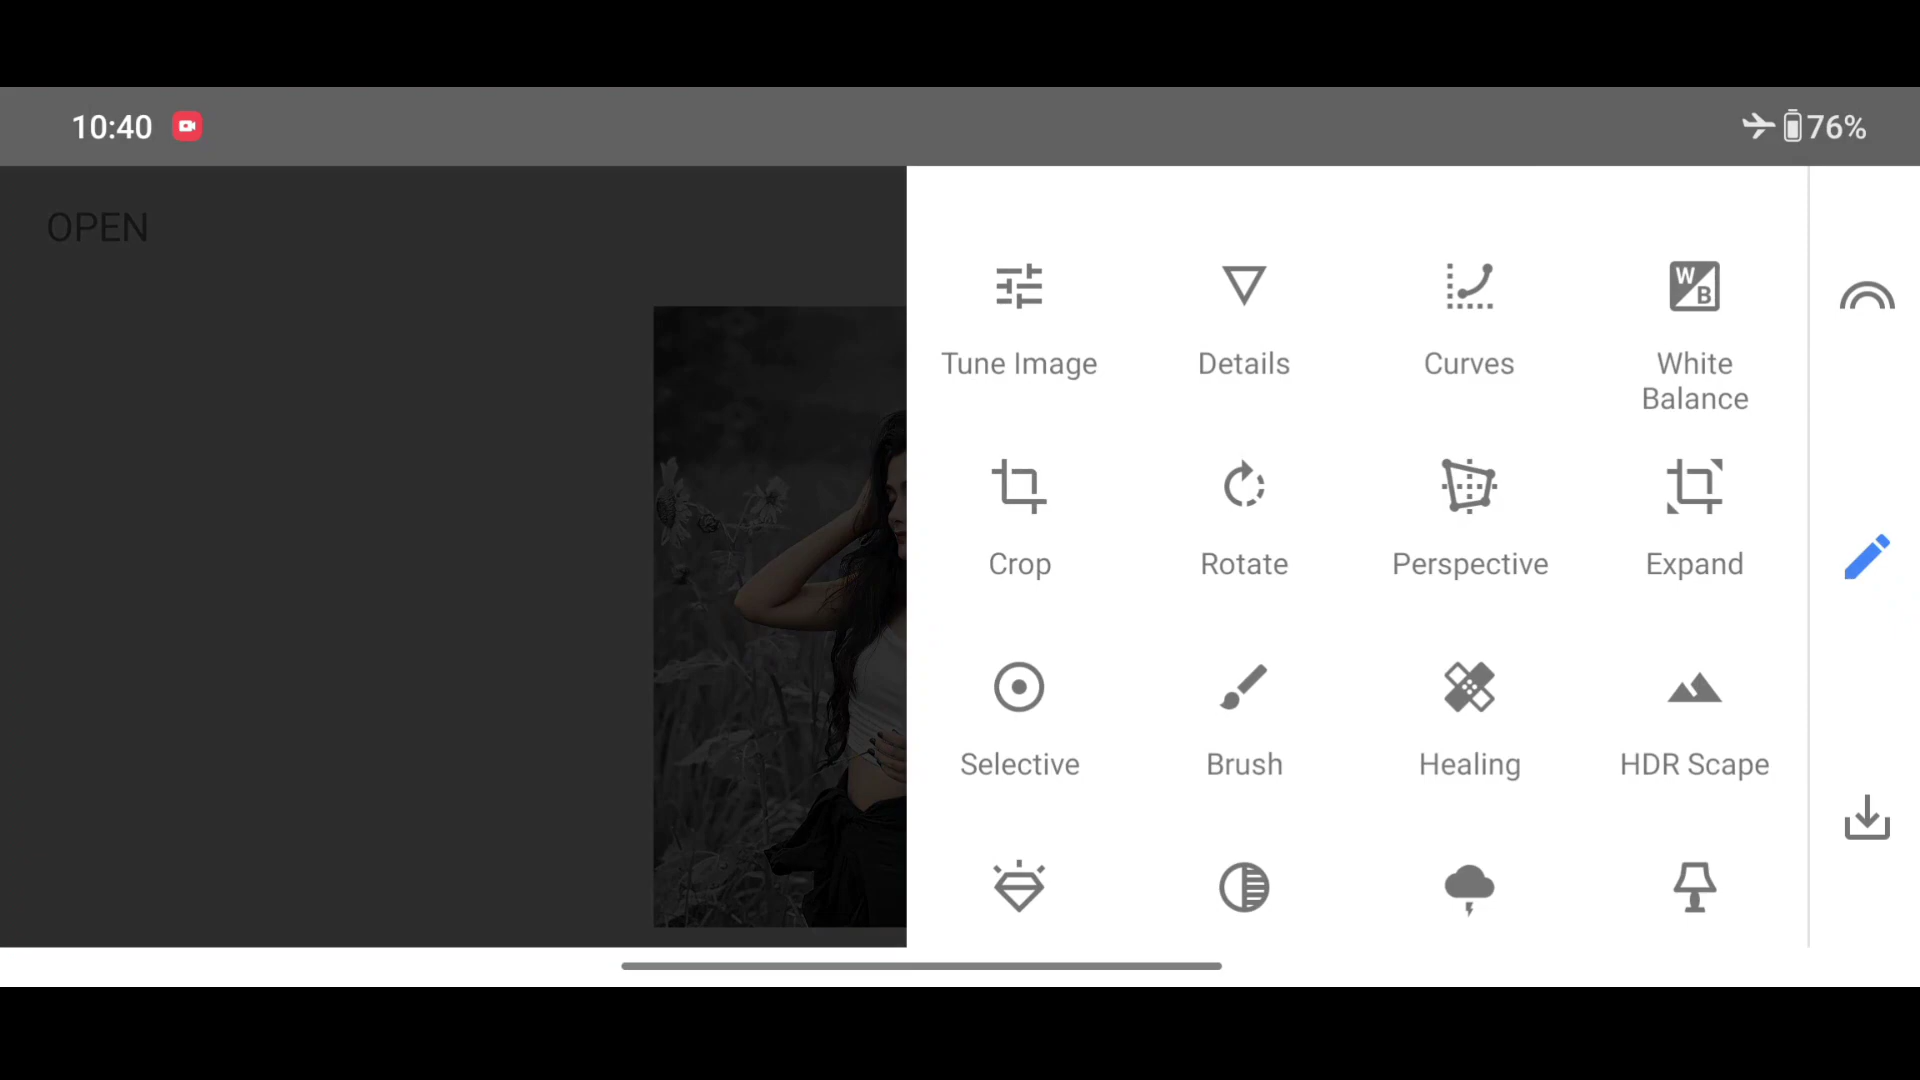 10:40
76%
OPEN
Tune Image
Details
Curves
White
Balance
Crop
Rotate
Perspective
Expand
Selective
Brush
Healing
HDR Scape